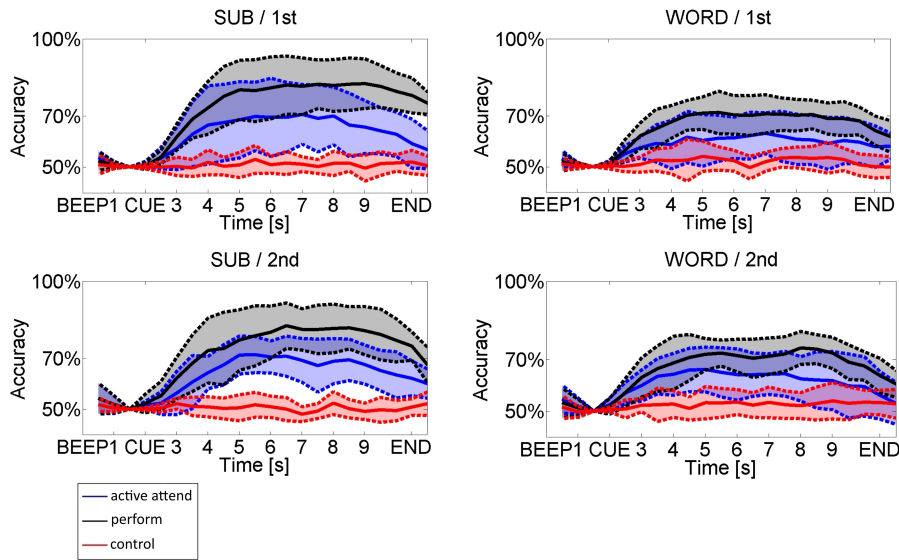 SUB / 1st
100%
70%
50%
Accuracy
BEEP1 CUE 3 4 5 6 7 8 9 END
Time [s]
WORD / 1st
100%
70%
50%
Accuracy
BEEP1 CUE 3 4 5 6 7 8 9 END
Time [s]
SUB / 2nd
100%
70%
50%
Accuracy
BEEP1 CUE 3 4 5 6 7 8 9 END
Time [s]
WORD / 2nd
100%
70%
50%
Accuracy
BEEP1 CUE 3 4 5 6 7 8 9 END
Time [s]
active attend
perform
control